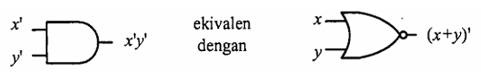 x'
y'
x'y'
ekivalen
dengan
x
y
(x+y)'